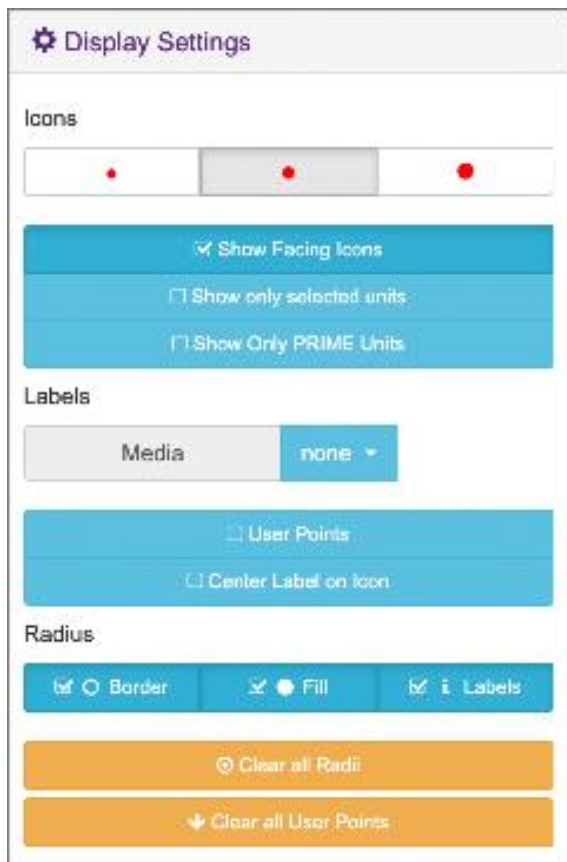 Display Settings
Icons
Show Facing Icons
Show only selected units
Show Only PRIME Units
Labels
Media none
User Points
Center Label on Icon
Radius
Border Fill i Labels
Clear all Radii
Clear all User Points